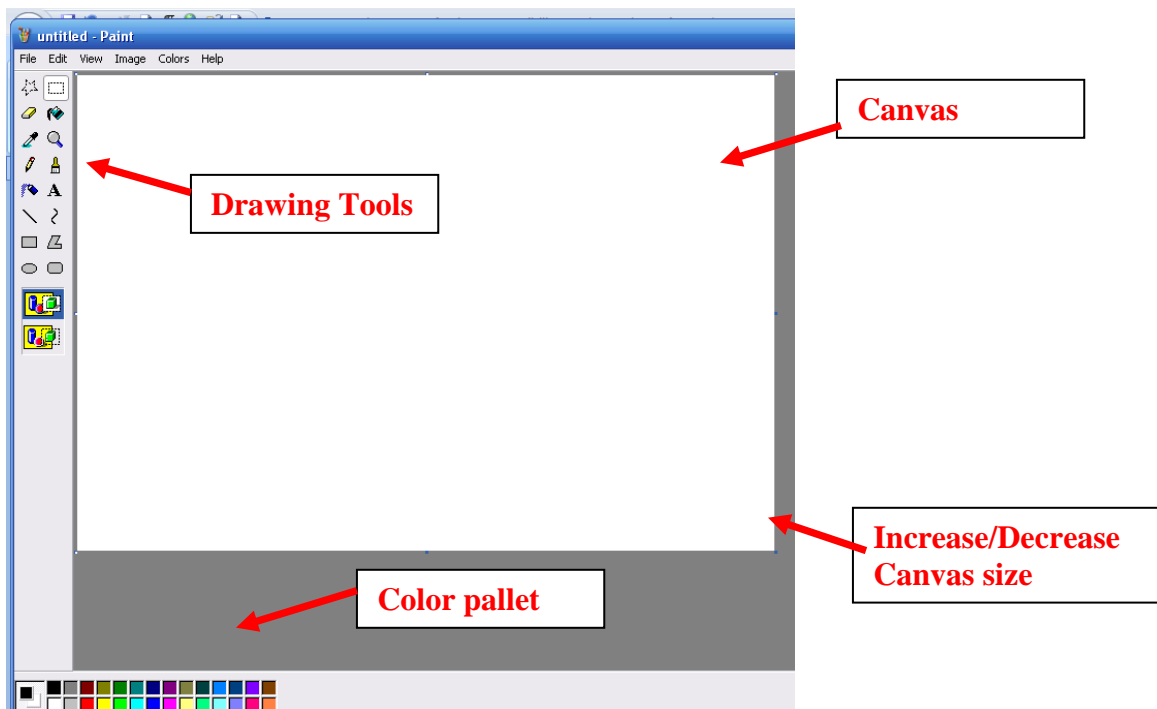 untitled - Paint
File Edit View Image Colors Help
Canvas
A
Drawing Tools
Increase/Decrease
Canvas size
Color pallet